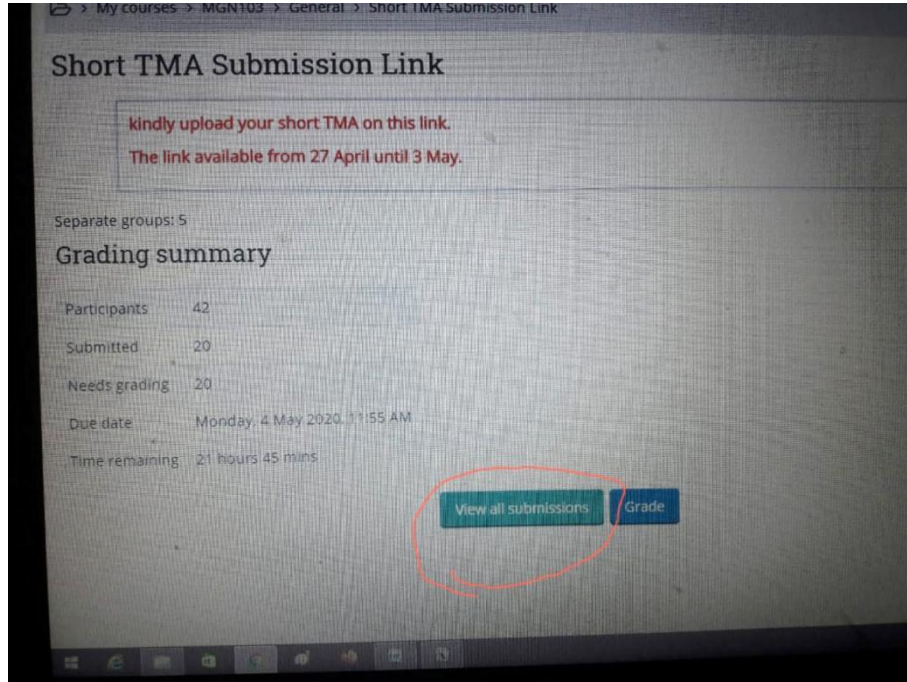 > My courses > MGN103 > General > Short TMA Submission Link
Short TMA Submission Link
kindly upload your short TMA on this link.
The link available from 27 April until 3 May.
Separate groups: 5
Grading summary
Participants 42
Submitted 20
Needs grading 20
Due date Monday, 4 May 2020, 11:55 AM
Time remaining 21 hours 45 mins
View all submissions Grade